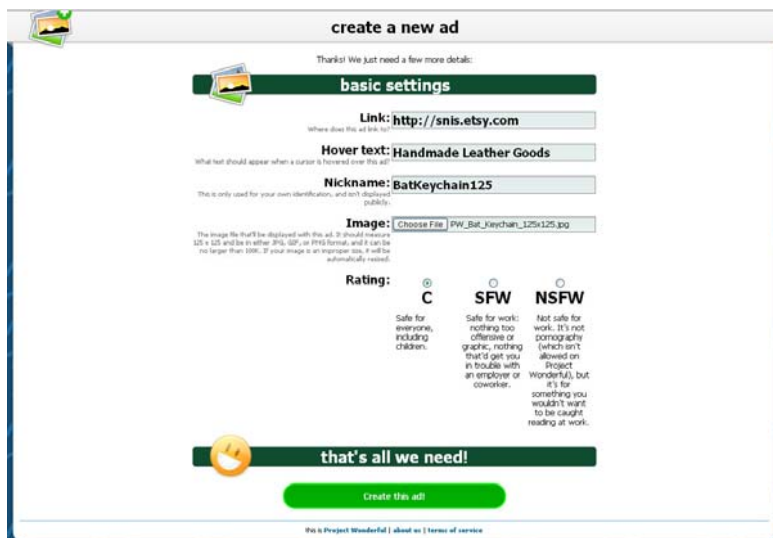 create a new ad
Thanks! We just need a few more details:
basic settings
Link: http://snis.etsy.com
Where does this ad link to?
Hover text: Handmade Leather Goods
What text should appear when a cursor is hovered over this ad?
Nickname: BatKeychain125
This is only used for your own identification, and isn't displayed
publicly.
Image: Choose File PW_Bat_Keychain_125x125.jpg
The image file that'll be displayed with this ad. It should measure
125 x 125 and be in either JPG, GIF, or PNG format, and it can be
no larger than 100K. If your image is an improper size, it will be
automatically resized.
Rating:
C
Safe for
everyone,
including
children.
SFW
Safe for work:
nothing too
offensive or
graphic, nothing
that'd get you
in trouble with
an employer or
coworker.
NSFW
Not safe for
work. It's not
pornography
(which isn't
allowed on
Project
Wonderful), but
it's for
something you
wouldn't want
to be caught
reading at work.
that's all we need!
Create this ad!
this is Project Wonderful | about us | terms of service